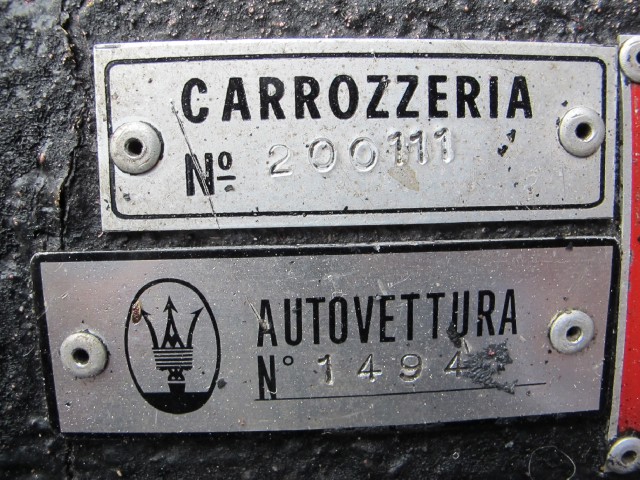 CARROZZERIA
Nº 200111
AUTOVETTURA
N° 1494